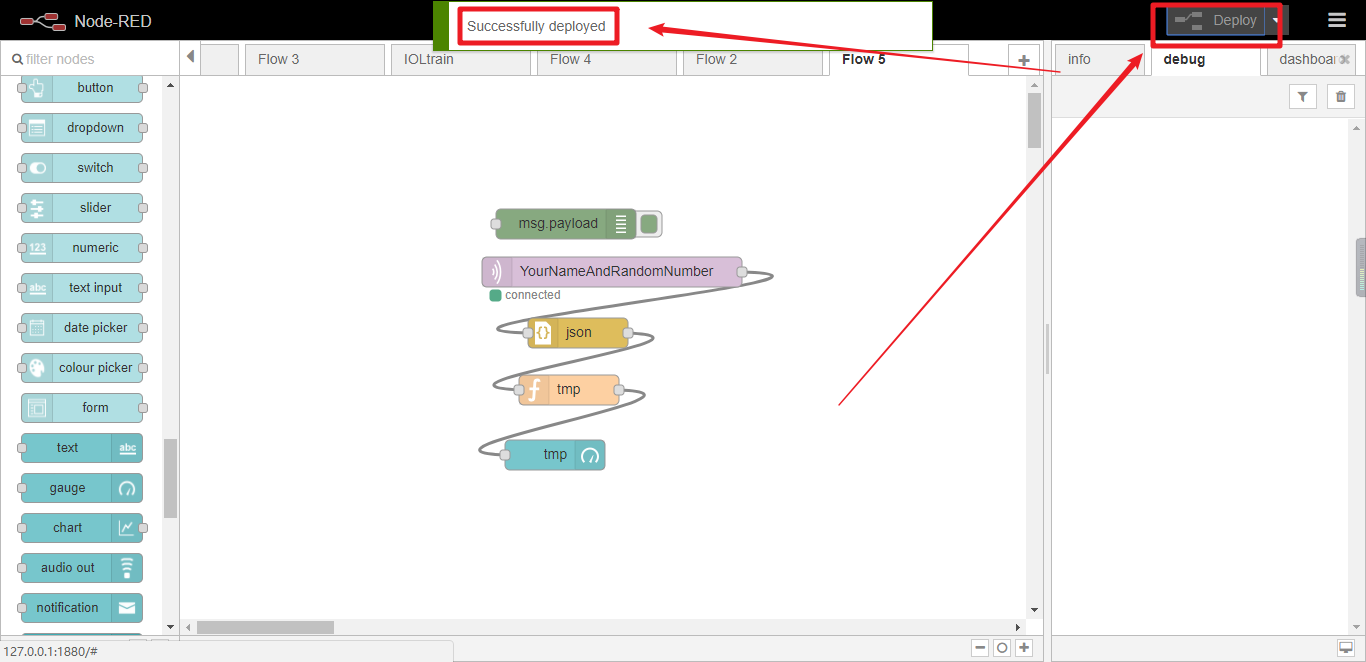 Node-RED
Successfully deployed
Deploy
filter nodes
Flow 3
IOLtrain
Flow 4
Flow 2
Flow 5
info
debug
button
dropdown
switch
slider
123 numeric
abc text input
date picker
colour picker
form
text abc
gauge
chart
audio out
notification
msg.payload
YourNameAndRandomNumber
connected
{} json
f tmp
tmp
127.0.0.1:1880/#